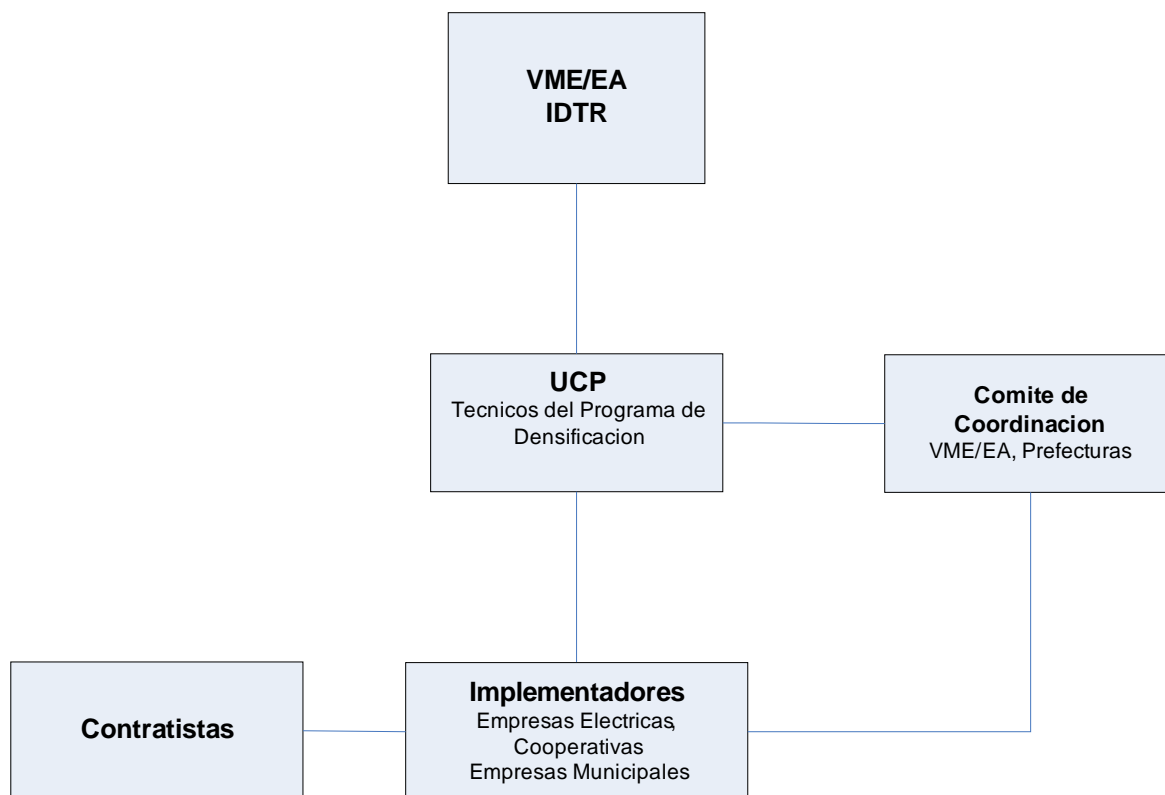 VME/EA
IDTR
UCP
Tecnicos del Programa de
Densificacion
Comite de
Coordinacion
VME/EA, Prefecturas
Contratistas
Implementadores
Empresas Electricas,
Cooperativas
Empresas Municipales